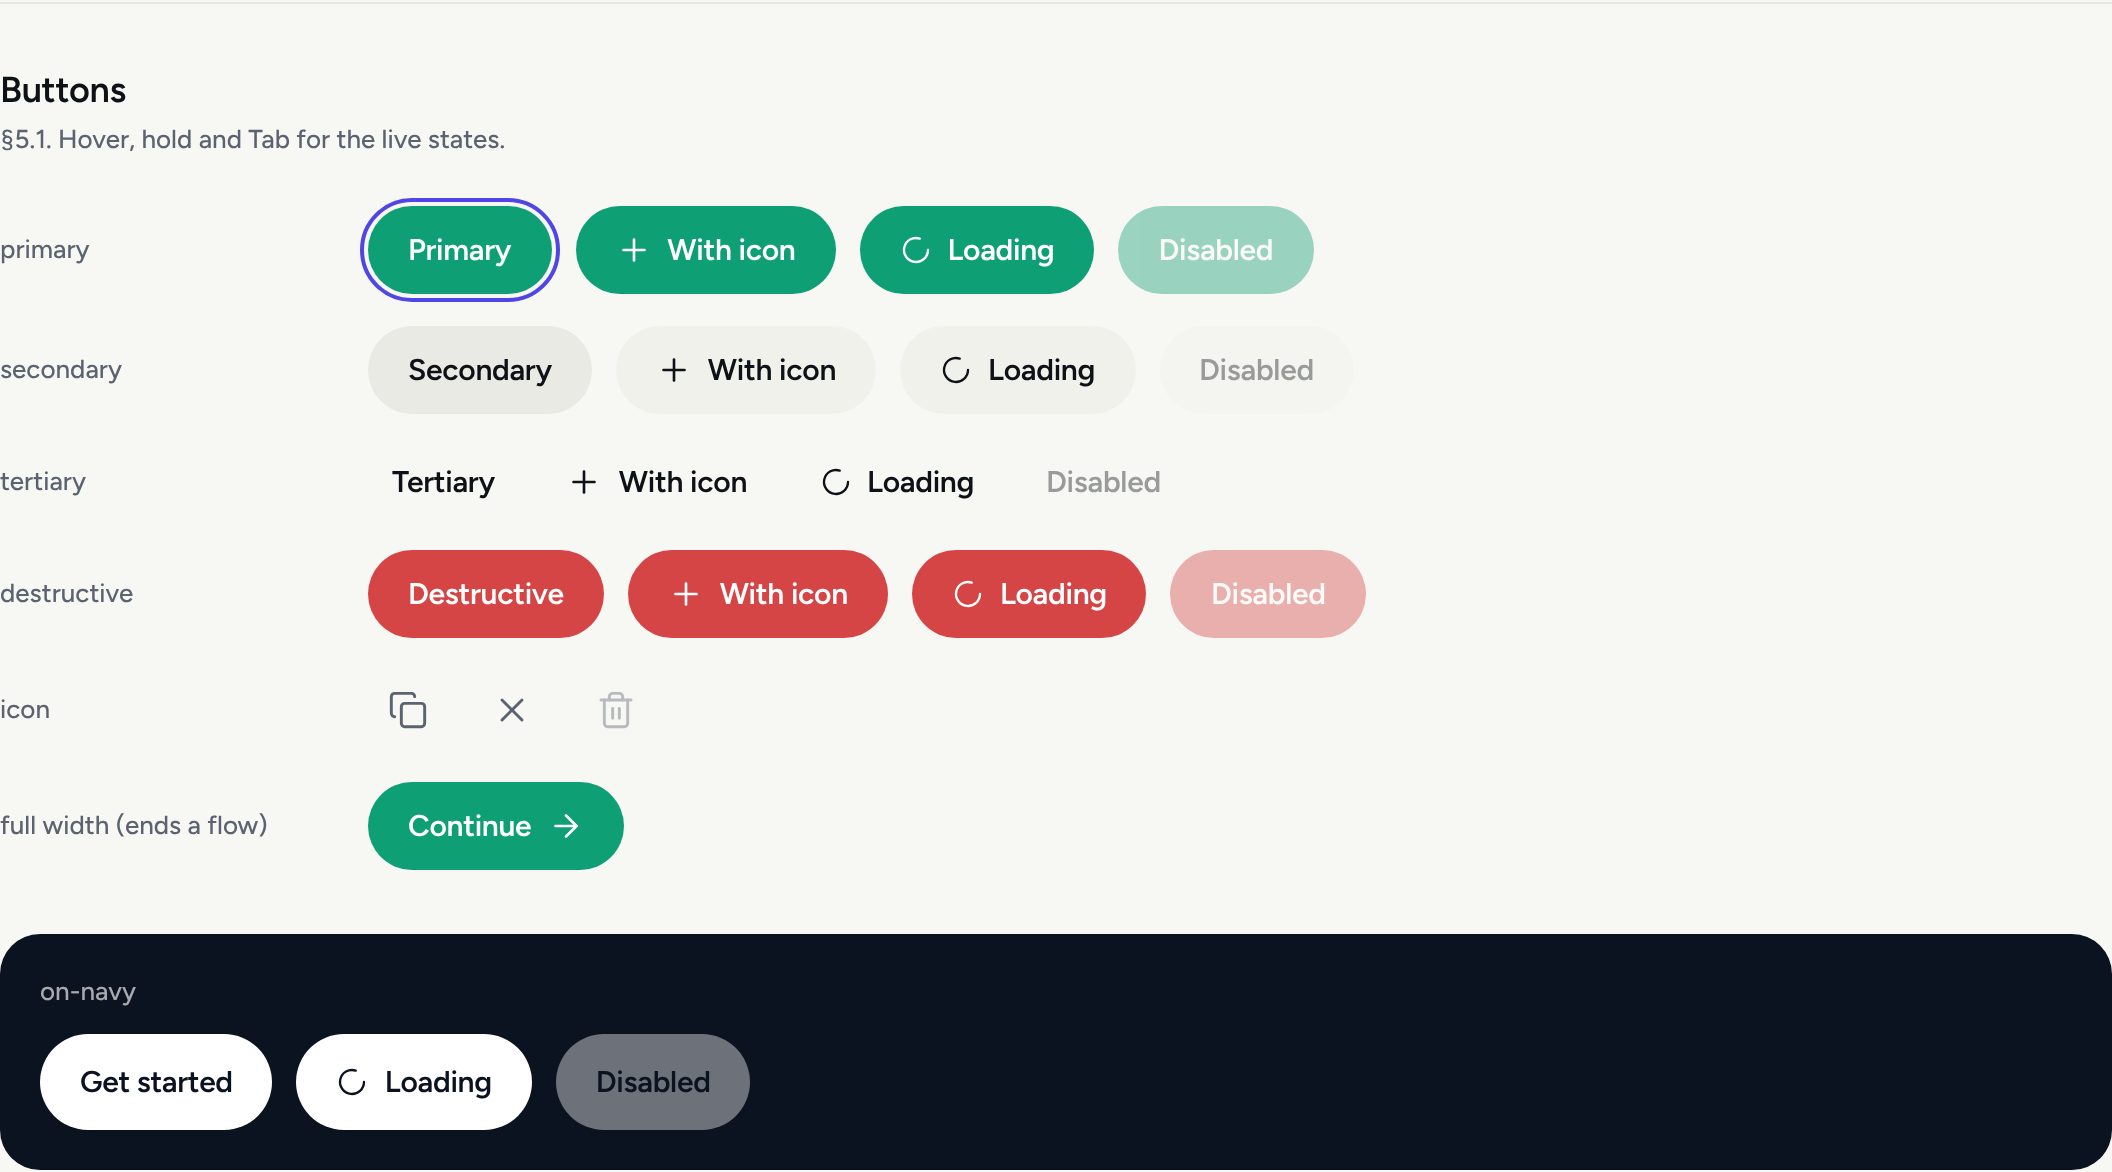 Buttons
§5.1. Hover, hold and Tab for the live states.
primary Primary With icon Loading Disabled
secondary Secondary With icon Loading Disabled
tertiary Tertiary With icon Loading Disabled
destructive Destructive With icon Loading Disabled
icon
full width (ends a flow) Continue
on-navy
Get started Loading Disabled